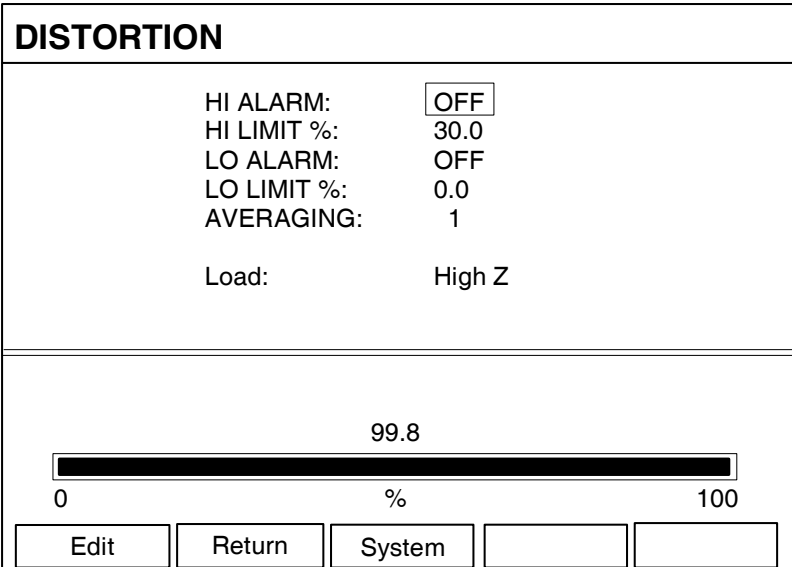 DISTORTION
HI ALARM: OFF
HI LIMIT %: 30.0
LO ALARM: OFF
LO LIMIT %: 0.0
AVERAGING: 1
Load: High Z
99.8
0 % 100
Edit Return System